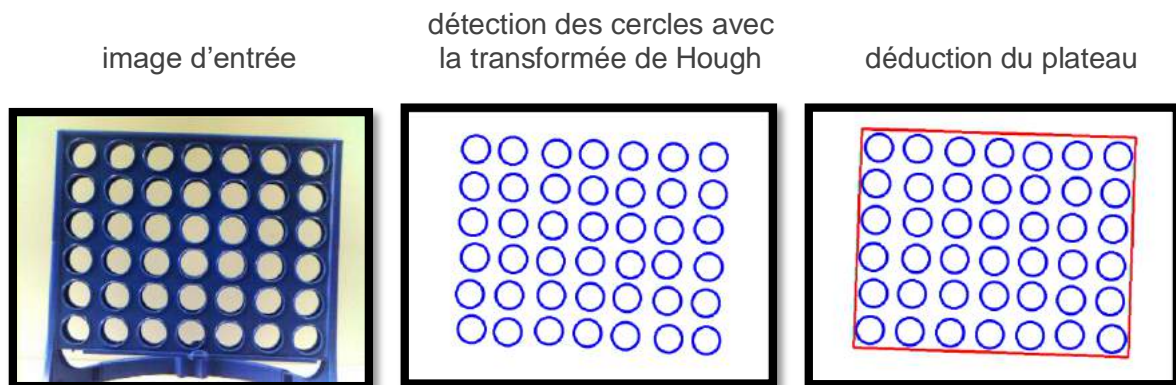 image d’entrée
détection des cercles avec
la transformée de Hough
déduction du plateau